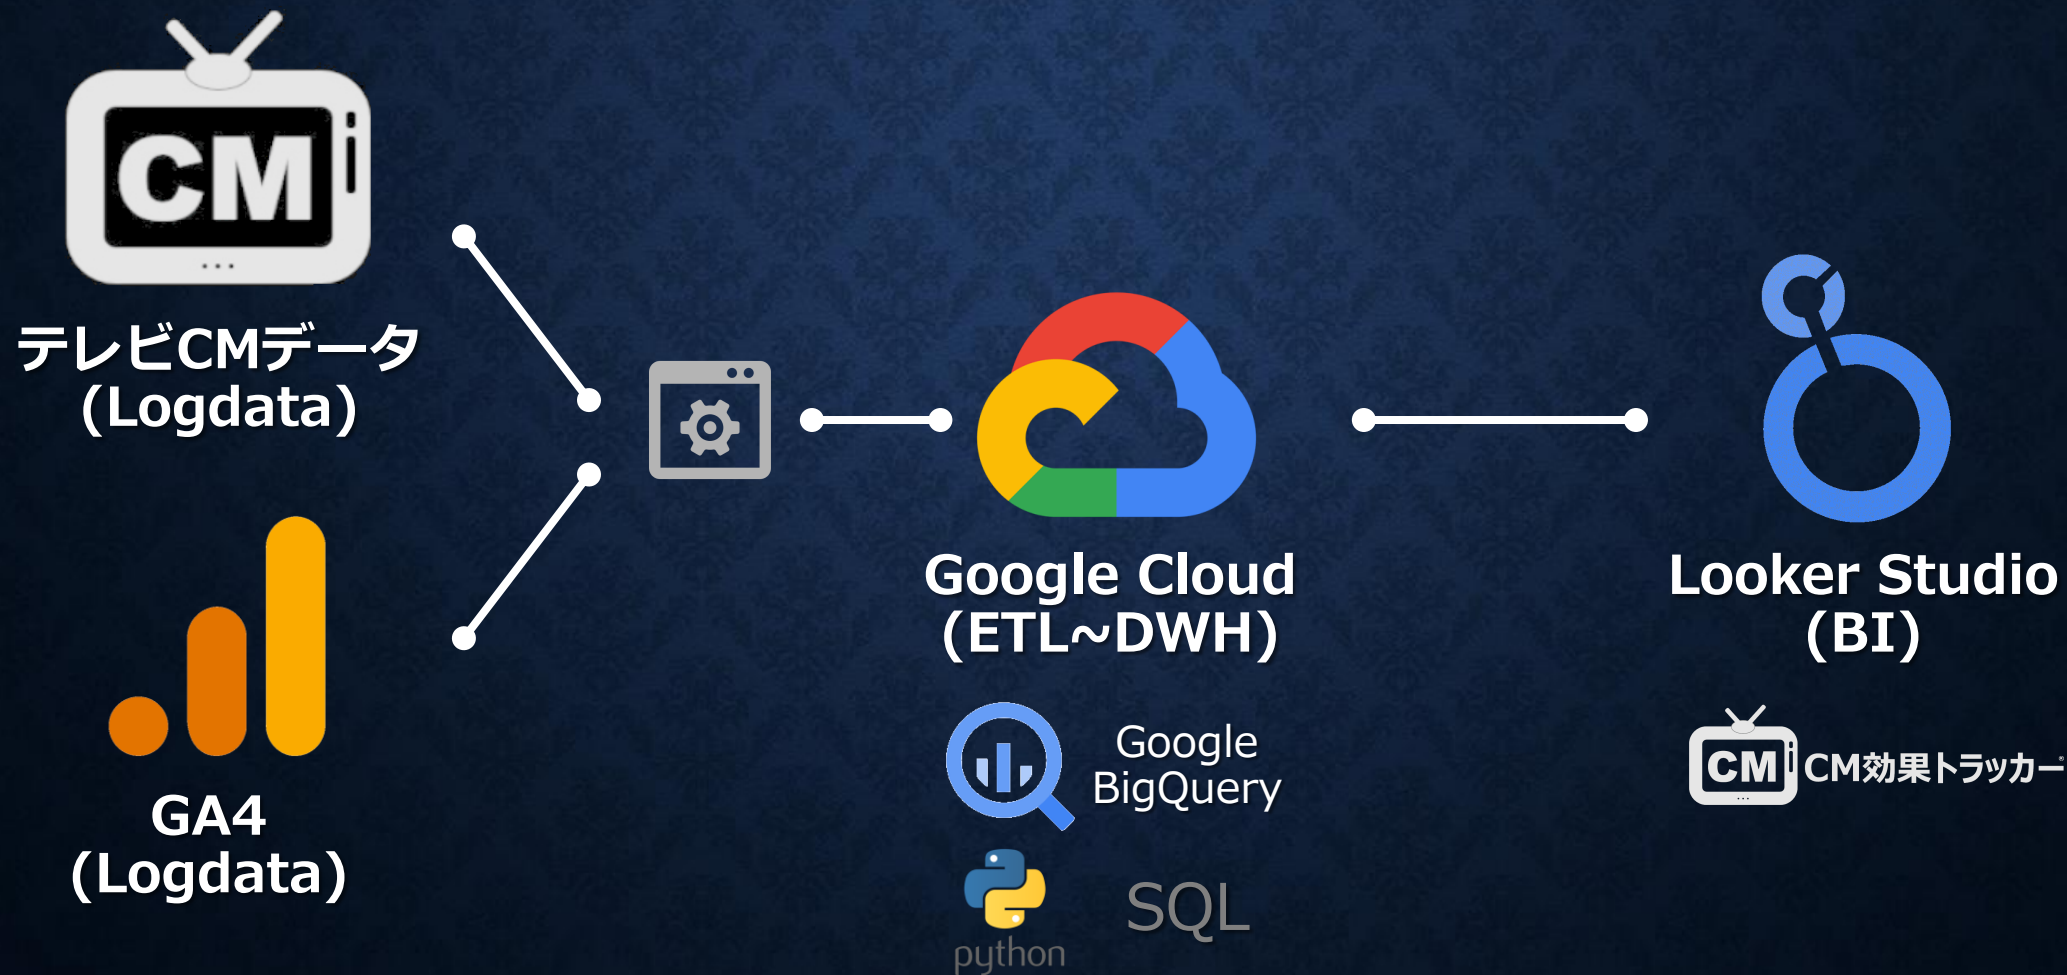 CM
テレビCMデータ
(Logdata)
GA4
(Logdata)
Google Cloud
(ETL~DWH)
Google
BigQuery
python
SQL
Looker Studio
(BI)
CM
CM効果トラッカー®